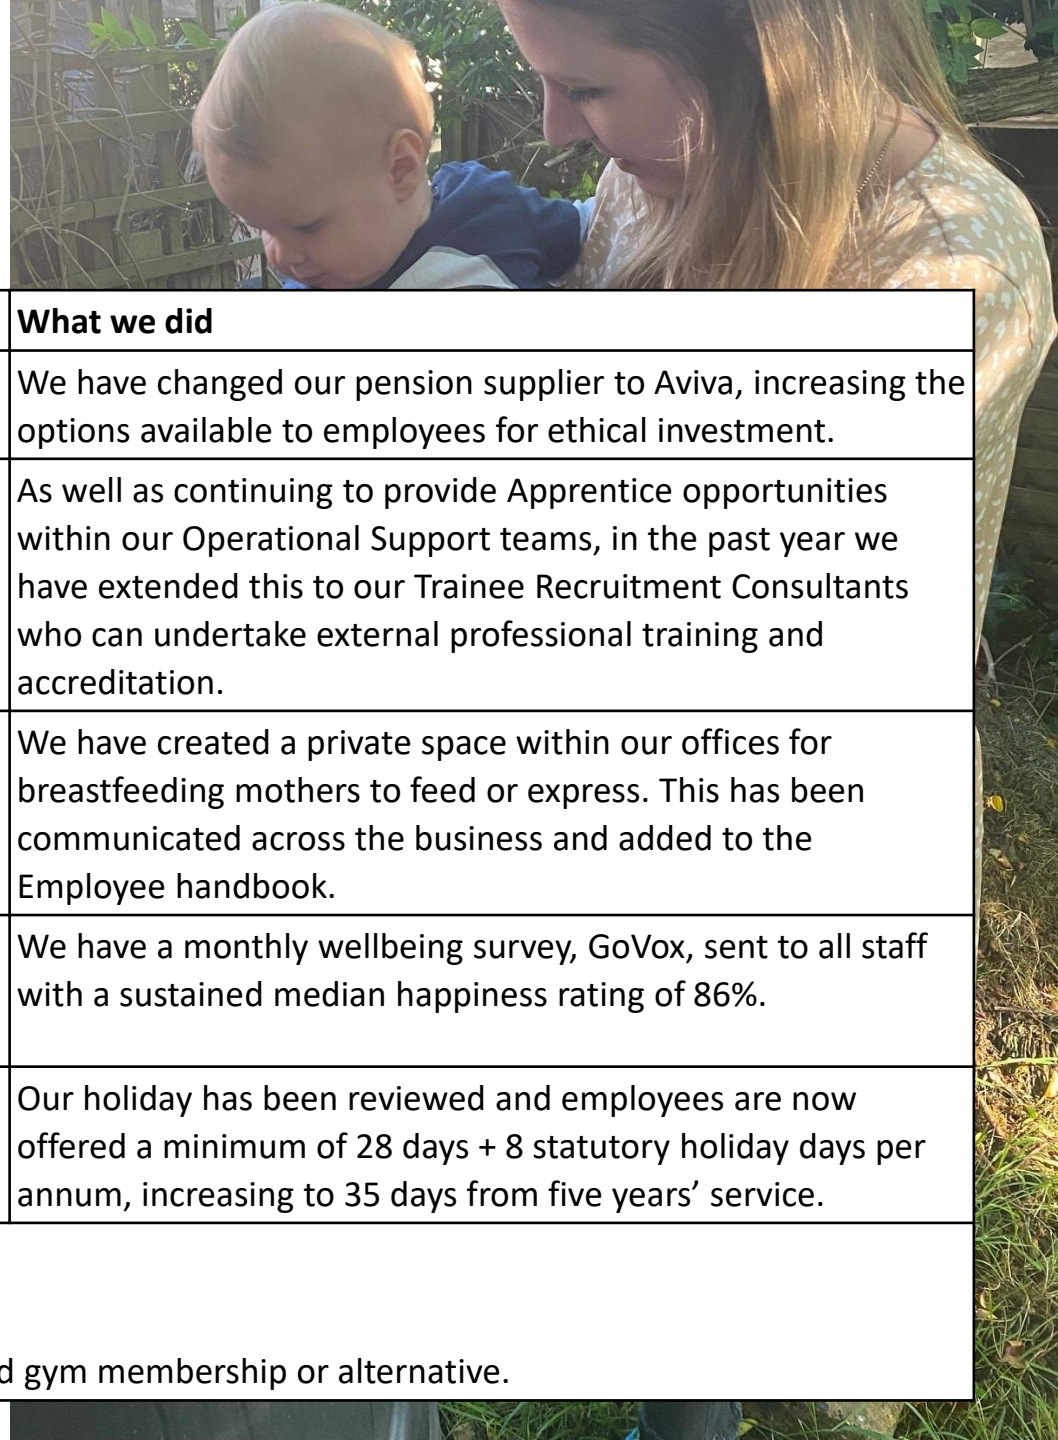 What we did
We have changed our pension supplier to Aviva, increasing the
options available to employees for ethical investment.
As well as continuing to provide Apprentice opportunities
within our Operational Support teams, in the past year we
have extended this to our Trainee Recruitment Consultants
who can undertake external professional training and
accreditation.
We have created a private space within our offices for
breastfeeding mothers to feed or express. This has been
communicated across the business and added to the
Employee handbook.
We have a monthly wellbeing survey, GoVox, sent to all staff
with a sustained median happiness rating of 86%.
Our holiday has been reviewed and employees are now
offered a minimum of 28 days + 8 statutory holiday days per
annum, increasing to 35 days from five years’ service.
gym membership or alternative.